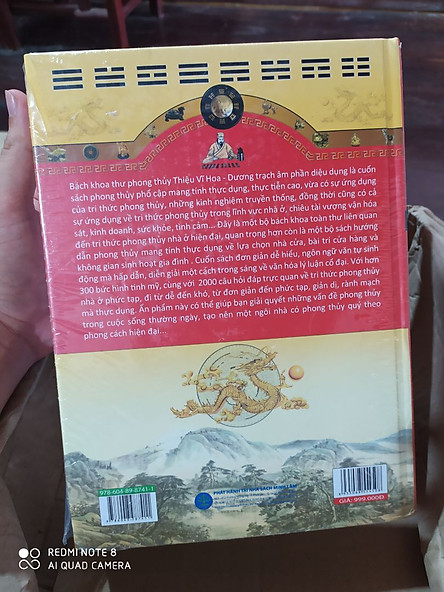 Bách khoa thư phong thủy Thiệu Vĩ Hoa - Dương trạch âm phần diệu dụng là cuốn
sách phong thủy phổ cập mang tính thực dụng, thực tiễn cao, vừa có sự ứng dụng
của tri thức phong thủy, những kinh nghiệm truyền thống, đồng thời cũng có cả
sự ứng dụng về tri thức phong thủy trong lĩnh vực nhà ở, chiêu tài vượng vận, hóa
sát, kinh doanh, sức khỏe, tình cảm... Đây là một bộ bách khoa toàn thư liên quan
đến tri thức phong thủy nhà ở hiện đại, quan trọng hơn còn là một bộ sách hướng
dẫn phong thủy mang tính thực dụng về lựa chọn nhà cửa, bài trí cửa hàng và
không gian sinh hoạt gia đình . Cuốn sách đơn giản dễ hiểu, ngôn ngữ văn tự sinh
động mà hấp dẫn, diễn giải một cách trong sáng về văn hóa lý luận cổ đại. Với hơn
300 bức hình tinh mỹ, cùng với 2000 câu hỏi đáp trực quan về tri thức phong thủy
nhà ở phức tạp, đi từ dễ đến khó, từ đơn giản đến phức tạp, giản dị, rành mạch
mà thực dụng. Ấn phẩm này có thể giúp bạn giải quyết những vấn đề phong thủy
trong cuộc sống thường ngày, tạo nên một ngôi nhà có phong thủy quý theo
phong cách hiện đại...
978-604-89-8741-1
PHÁT HÀNH TẠI NHÀ SÁCH MINH LÂM
GIÁ: 999.000Đ
REDMI NOTE 8
AI QUAD CAMERA